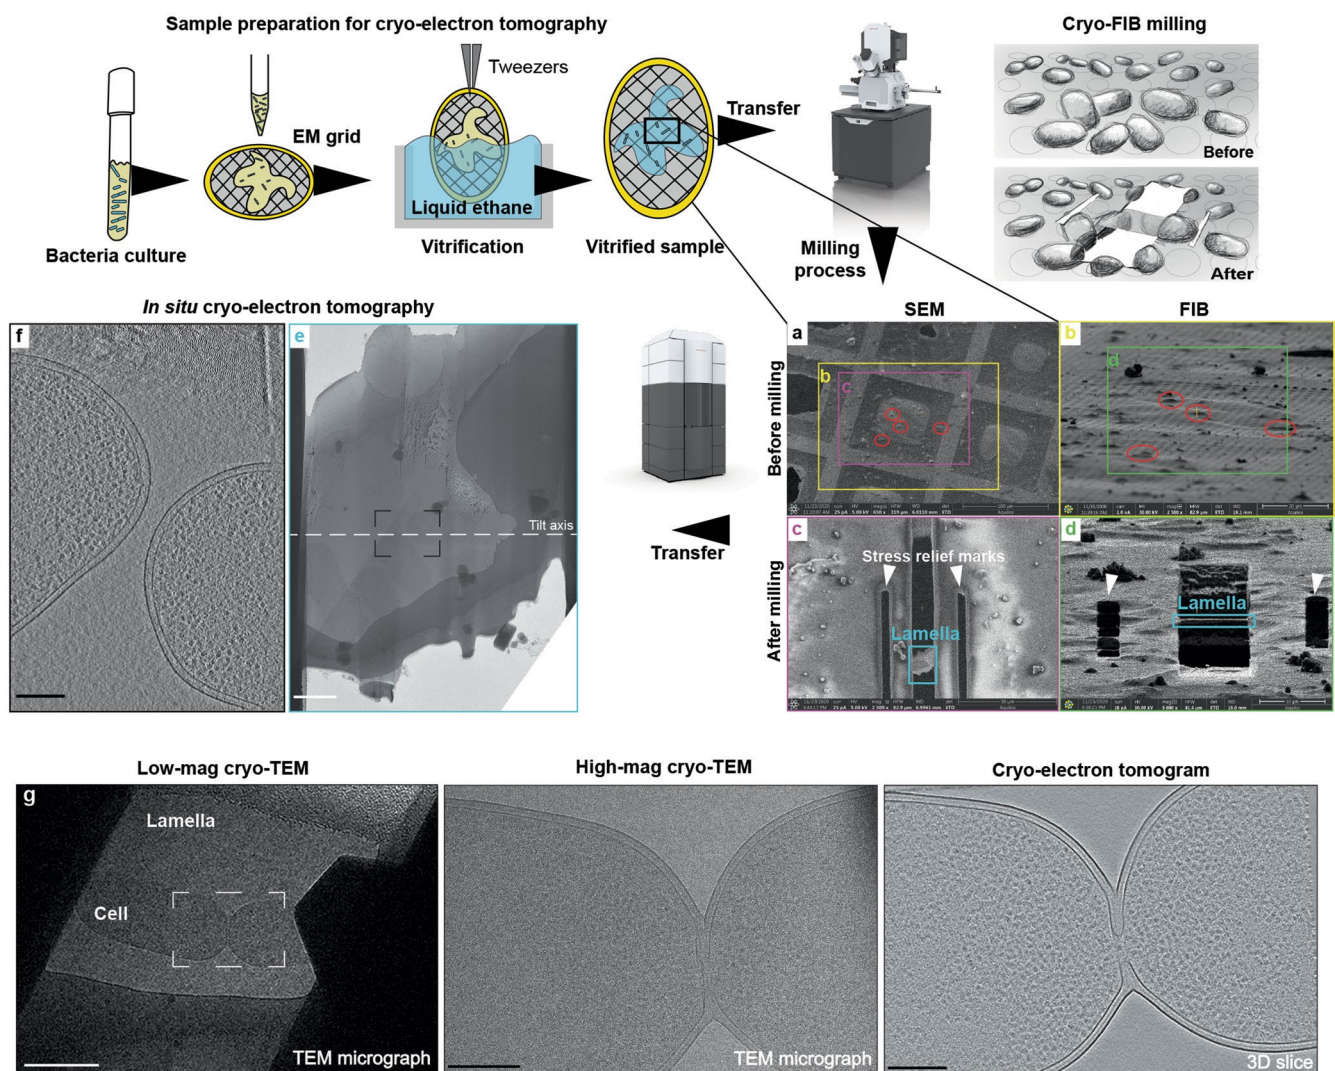 Sample preparation for cryo-electron tomography
Cryo-FIB milling
Tweezers
EM grid
Transfer
Before
Liquid ethane
Bacteria culture
Vitrification
Vitrified sample
Milling
process
After
In situ cryo-electron tomography
SEM
FIB
f
e
a
b
b
c
d
Before milling
Tilt axis
Transfer
c
Stress relief marks
Lamella
d
Lamella
After milling
Low-mag cryo-TEM
High-mag cryo-TEM
Cryo-electron tomogram
g
Lamella
Cell
TEM micrograph
TEM micrograph
3D slice